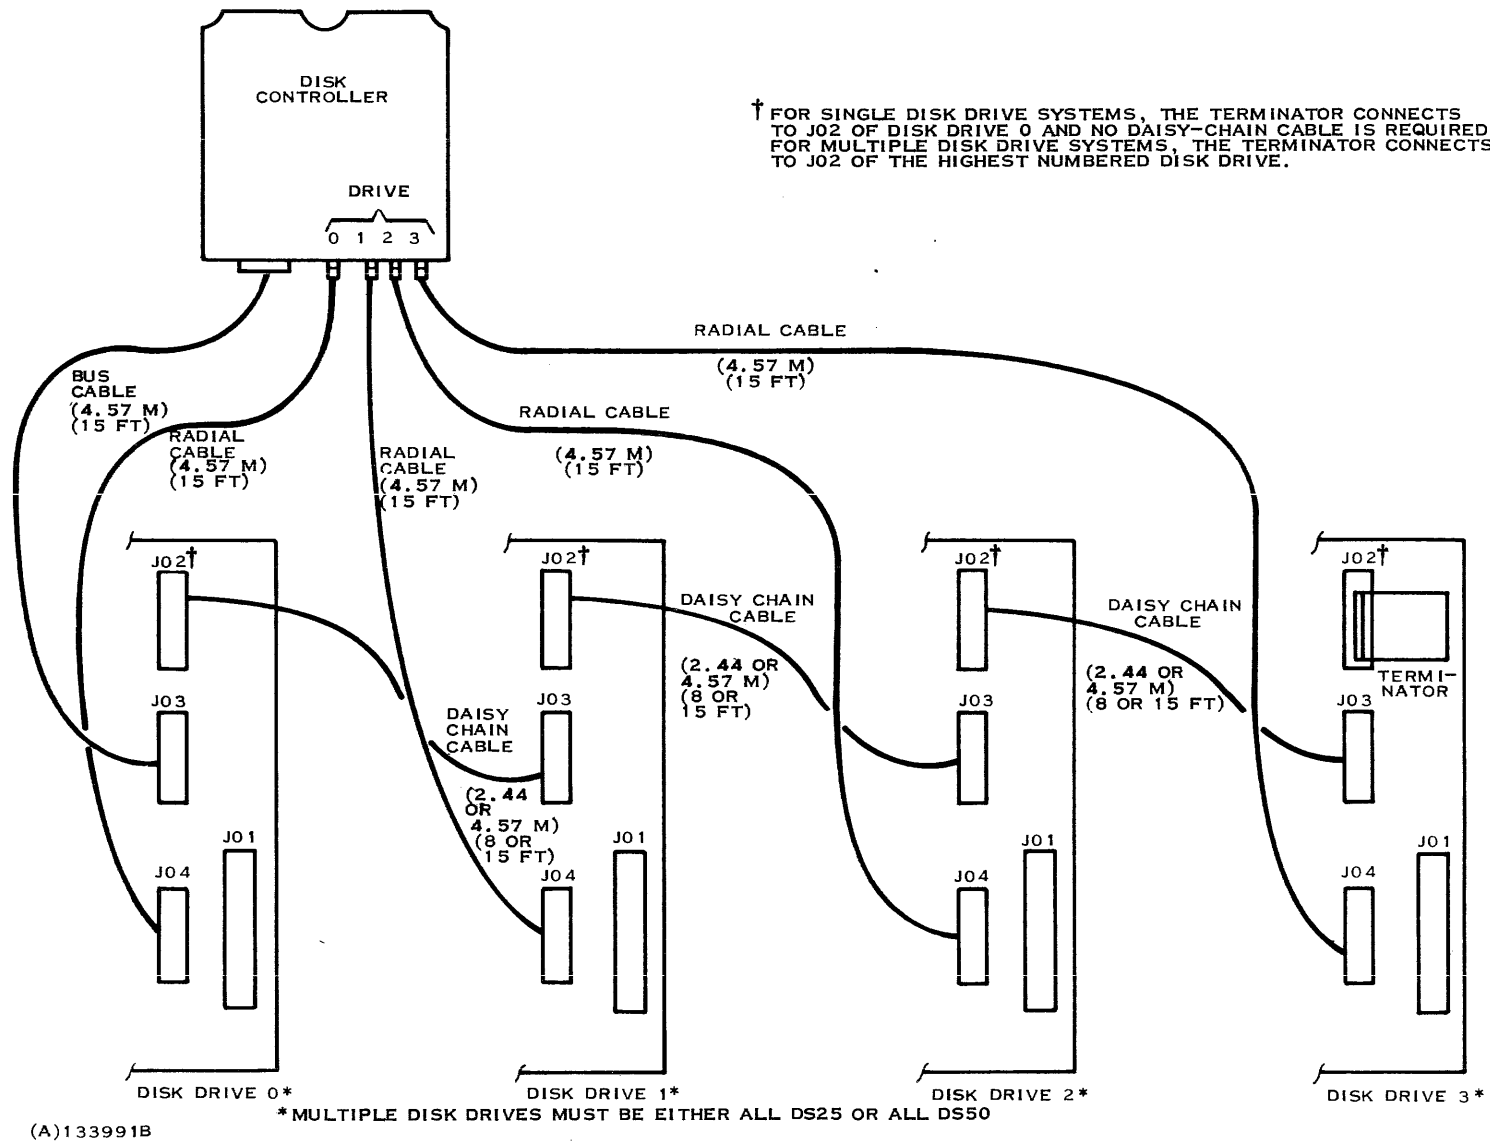 DISK
CONTROLLER
DRIVE
0 1 2 3
† FOR SINGLE DISK DRIVE SYSTEMS, THE TERMINATOR CONNECTS
TO J02 OF DISK DRIVE 0 AND NO DAISY-CHAIN CABLE IS REQUIRED
FOR MULTIPLE DISK DRIVE SYSTEMS, THE TERMINATOR CONNECTS
TO J02 OF THE HIGHEST NUMBERED DISK DRIVE.
RADIAL CABLE
(4.57 M)
(15 FT)
BUS
CABLE
(4.57 M)
(15 FT)
RADIAL
CABLE
(4.57 M)
(15 FT)
RADIAL
CABLE
(4.57 M)
(15 FT)
RADIAL CABLE
(4.57 M)
(15 FT)
J02†
J03
J04
J01
DISK DRIVE 0*
DAISY
CHAIN
CABLE
(2.44
OR
4.57 M)
(8 OR
15 FT)
J02†
J03
J04
J01
DISK DRIVE 1*
DAISY CHAIN
CABLE
(2.44 OR
4.57 M)
(8 OR
15 FT)
J02†
J03
J04
J01
DISK DRIVE 2*
DAISY CHAIN
CABLE
(2.44 OR
4.57 M)
(8 OR 15 FT)
J02†
TERMI-
NATOR
J03
J04
J01
DISK DRIVE 3*
*MULTIPLE DISK DRIVES MUST BE EITHER ALL DS25 OR ALL DS50
(A)133991B